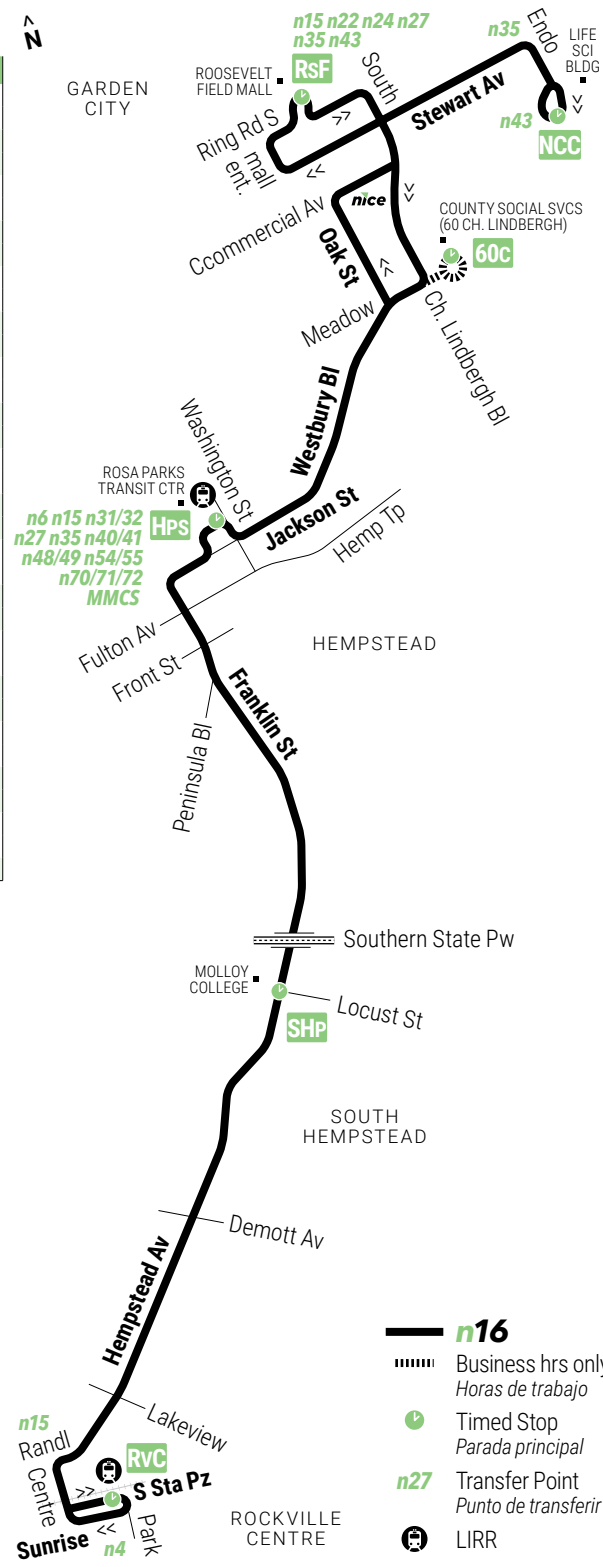 N
n15 n22 n24 n27
n35 n43
RSF
ROOSEVELT
FIELD MALL
GARDEN
CITY
South
n35
Endo
LIFE
SCI
BLDG
Stewart Av
n43
NCC
Ring Rd S
mall
ent.
nice
Ccommercial Av
Oak St
COUNTY SOCIAL SVCS
(60 CH. LINDBERGH)
60C
Meadow
Ch. Lindbergh Bl
Westbury Bl
Washington St
ROSA PARKS
TRANSIT CTR
HPS
n6 n15 n31/32
n27 n35 n40/41
n48/49 n54/55
n70/71/72
MMCS
Jackson St
Hemp Tp
Fulton Av
Front St
HEMPSTEAD
Franklin St
Peninsula Bl
Southern State Pw
MOLLOY
COLLEGE
Locust St
SHP
SOUTH
HEMPSTEAD
Demott Av
Hempstead Av
Lakeview
n15
Randl
Centre
RVC
S Sta Pz
Park
Sunrise
n4
ROCKVILLE
CENTRE
n16
Business hrs only
Horas de trabajo
Timed Stop
Parada principal
n27
Transfer Point
Punto de transferir
LIRR